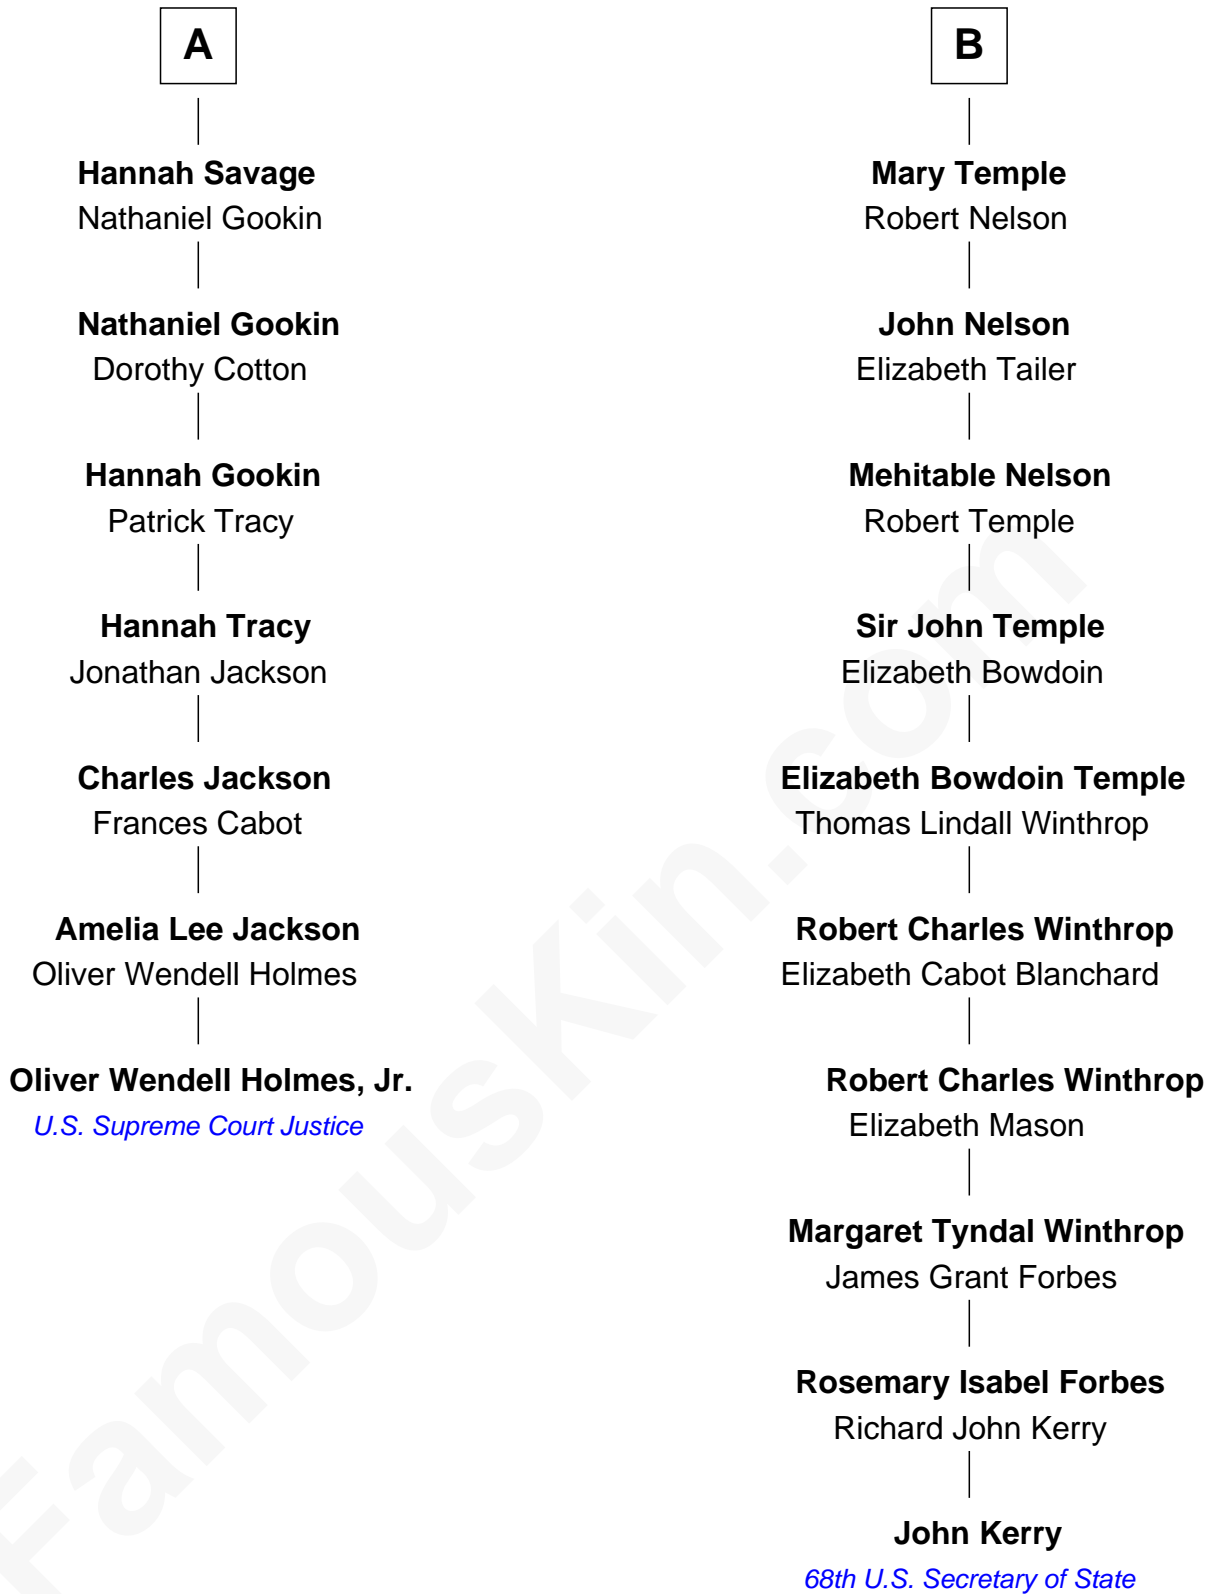 A
Hannah Savage
Nathaniel Gookin
Nathaniel Gookin
Dorothy Cotton
Hannah Gookin
Patrick Tracy
Hannah Tracy
Jonathan Jackson
Charles Jackson
Frances Cabot
Amelia Lee Jackson
Oliver Wendell Holmes
Oliver Wendell Holmes, Jr.
U.S. Supreme Court Justice
B
Mary Temple
Robert Nelson
John Nelson
Elizabeth Tailer
Mehitable Nelson
Robert Temple
Sir John Temple
Elizabeth Bowdoin
Elizabeth Bowdoin Temple
Thomas Lindall Winthrop
Robert Charles Winthrop
Elizabeth Cabot Blanchard
Robert Charles Winthrop
Elizabeth Mason
Margaret Tyndal Winthrop
James Grant Forbes
Rosemary Isabel Forbes
Richard John Kerry
John Kerry
68th U.S. Secretary of State
FamousKin.com